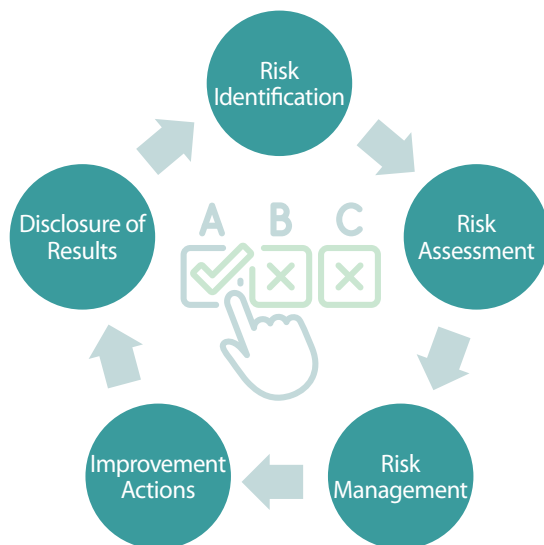 Risk
Identification
Risk
Assessment
Risk
Management
Improvement
Actions
Disclosure of
Results
A B C